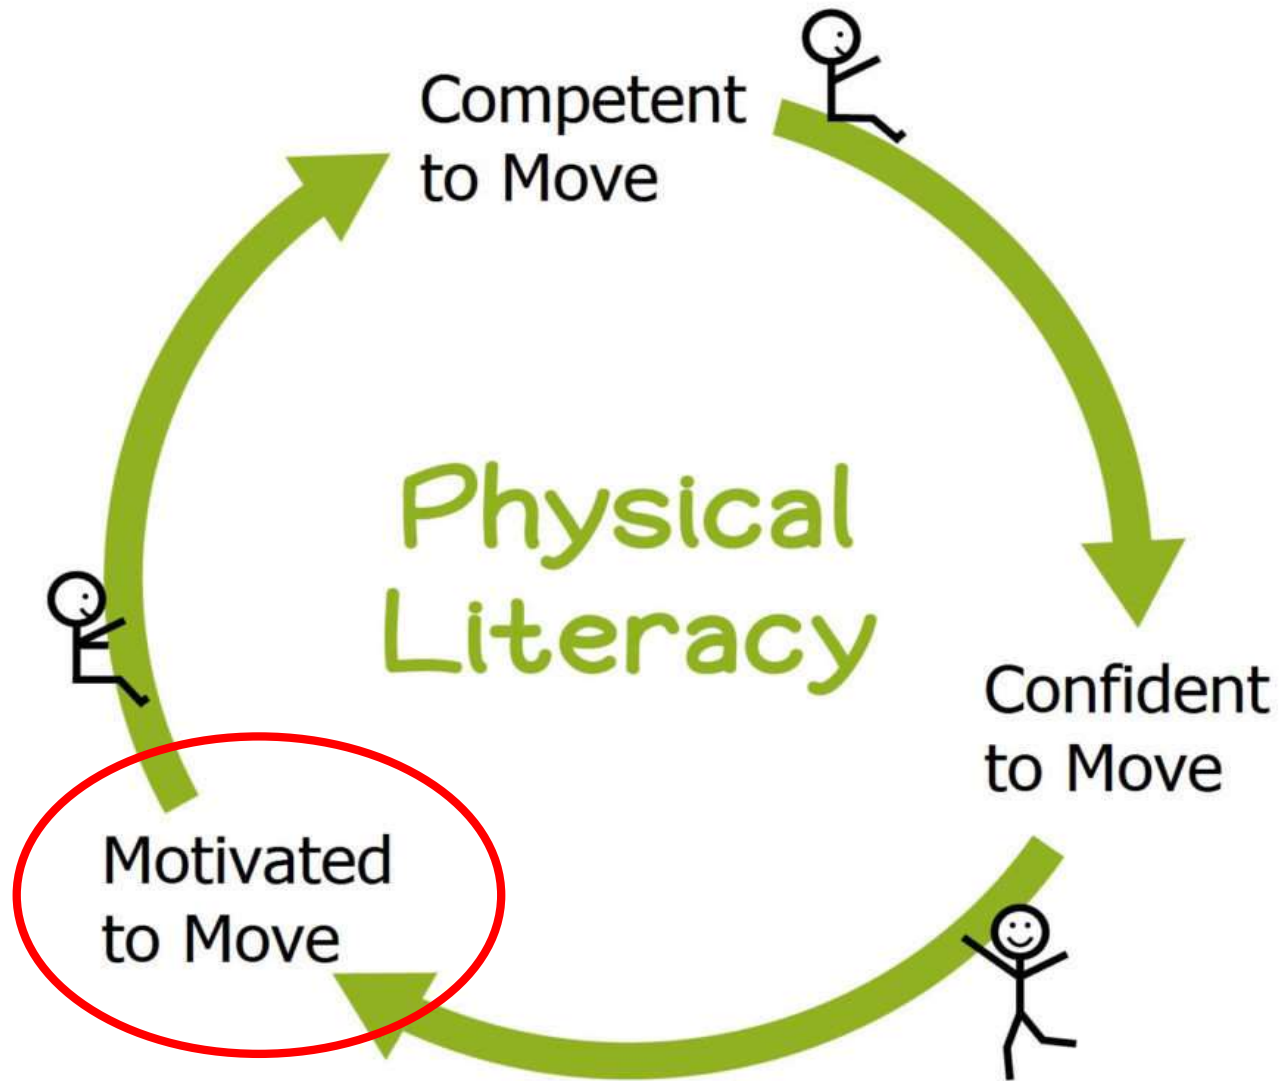 Competent
to Move
Physical
Literacy
Confident
to Move
Motivated
to Move